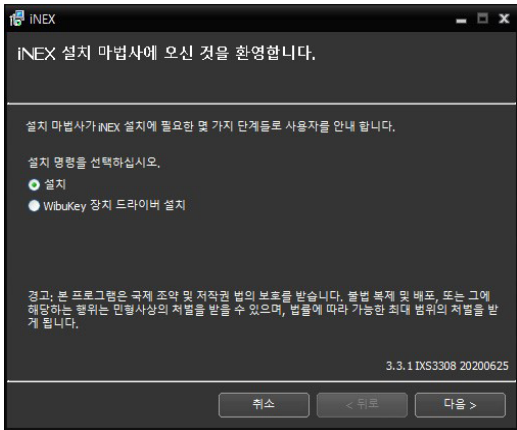 iNEX
iNEX 설치 마법사에 오신 것을 환영합니다.
설치 마법사가 iNEX 설치에 필요한 몇 가지 단계들로 사용자를 안내 합니다.
설치 명령을 선택하십시오.
설치
WibuKey 장치 드라이버 설치
경고: 본 프로그램은 국제 조약 및 저작권 법의 보호를 받습니다. 불법 복제 및 배포, 또는 그에
해당하는 행위는 민형사상의 처벌을 받을 수 있으며, 법률에 따라 가능한 최대 범위의 처벌을 받
게 됩니다.
3.3.1 IXS3308 20200625
취소
< 뒤로
다음 >